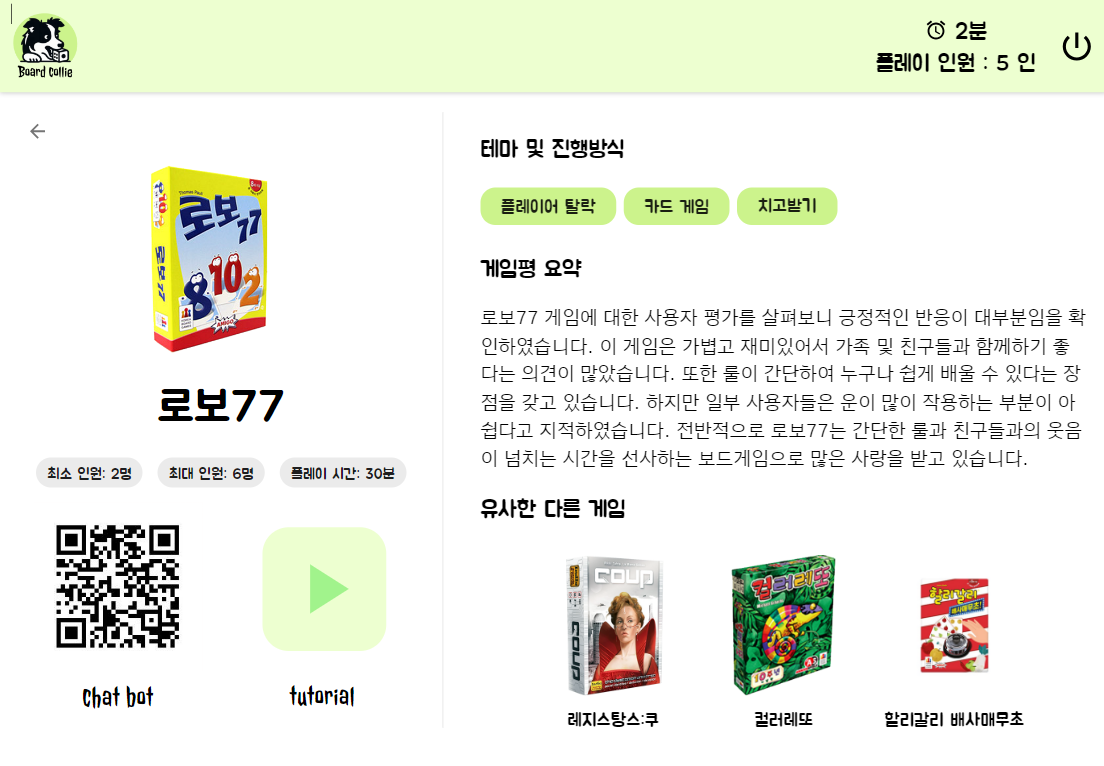 Board Collie
2분
플레이 인원 : 5 인
로보77
로보
77
8 10 2
AMIGO
로보77
최소 인원: 2명
최대 인원: 6명
플레이 시간: 30분
Chat bot
tutorial
테마 및 진행방식
플레이어 탈락
카드 게임
치고받기
게임평 요약
로보77 게임에 대한 사용자 평가를 살펴보니 긍정적인 반응이 대부분임을 확
인하였습니다. 이 게임은 가볍고 재미있어서 가족 및 친구들과 함께하기 좋
다는 의견이 많았습니다. 또한 룰이 간단하여 누구나 쉽게 배울 수 있다는 장
점을 갖고 있습니다. 하지만 일부 사용자들은 운이 많이 작용하는 부분이 아
쉽다고 지적하였습니다. 전반적으로 로보77는 간단한 룰과 친구들과의 웃음
이 넘치는 시간을 선사하는 보드게임으로 많은 사랑을 받고 있습니다.
유사한 다른 게임
coup
coup
컬러레또
10주년
할리갈리
레지스탕스:쿠
컬러레또
할리갈리 배사매무초